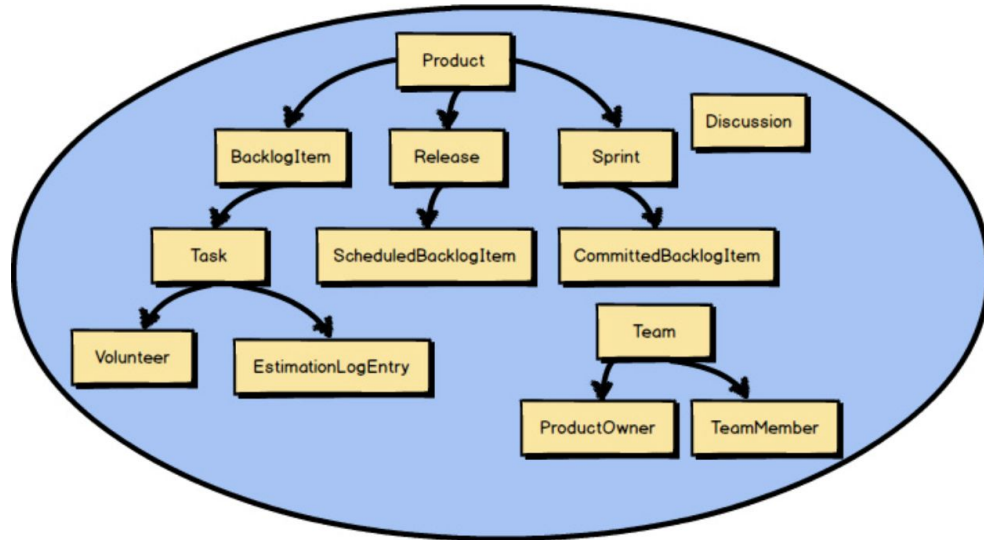 Product
Discussion
BacklogItem
Release
Sprint
Task
ScheduledBacklogItem
CommittedBacklogItem
Volunteer
EstimationLogEntry
Team
ProductOwner
TeamMember